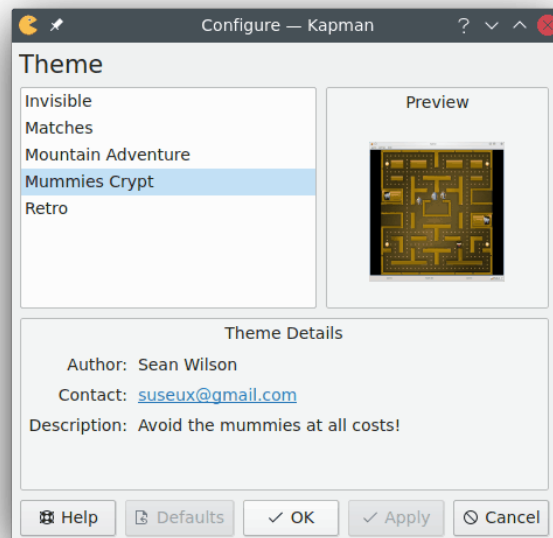 Configure — Kapman
Theme
Invisible
Matches
Mountain Adventure
Mummies Crypt
Retro
Preview
Theme Details
Author: Sean Wilson
Contact: suseux@gmail.com
Description: Avoid the mummies at all costs!
Help Defaults OK Apply Cancel